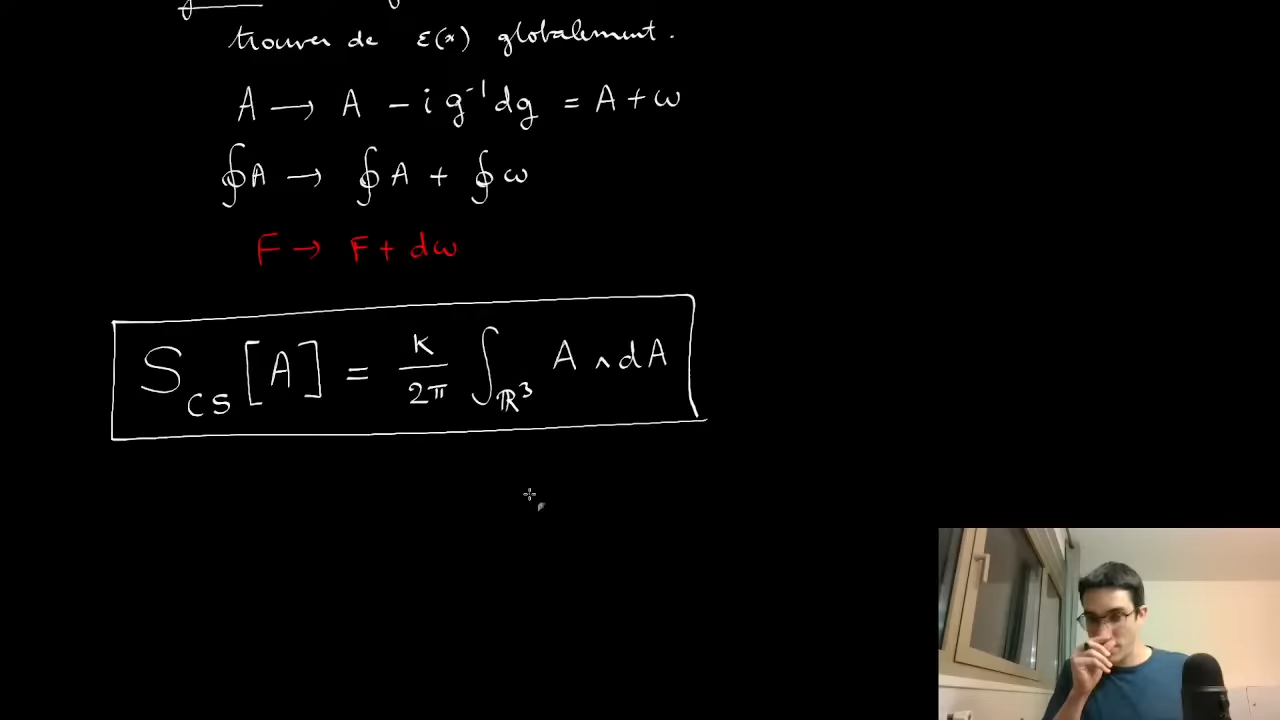 trouver de ε(x) globalement.
A → A - i g⁻¹dg = A + ω
∮A → ∮A + ∮ω
F → F + dω
S_CS [A] = K/2π ∫_ℝ³ A ∧ dA